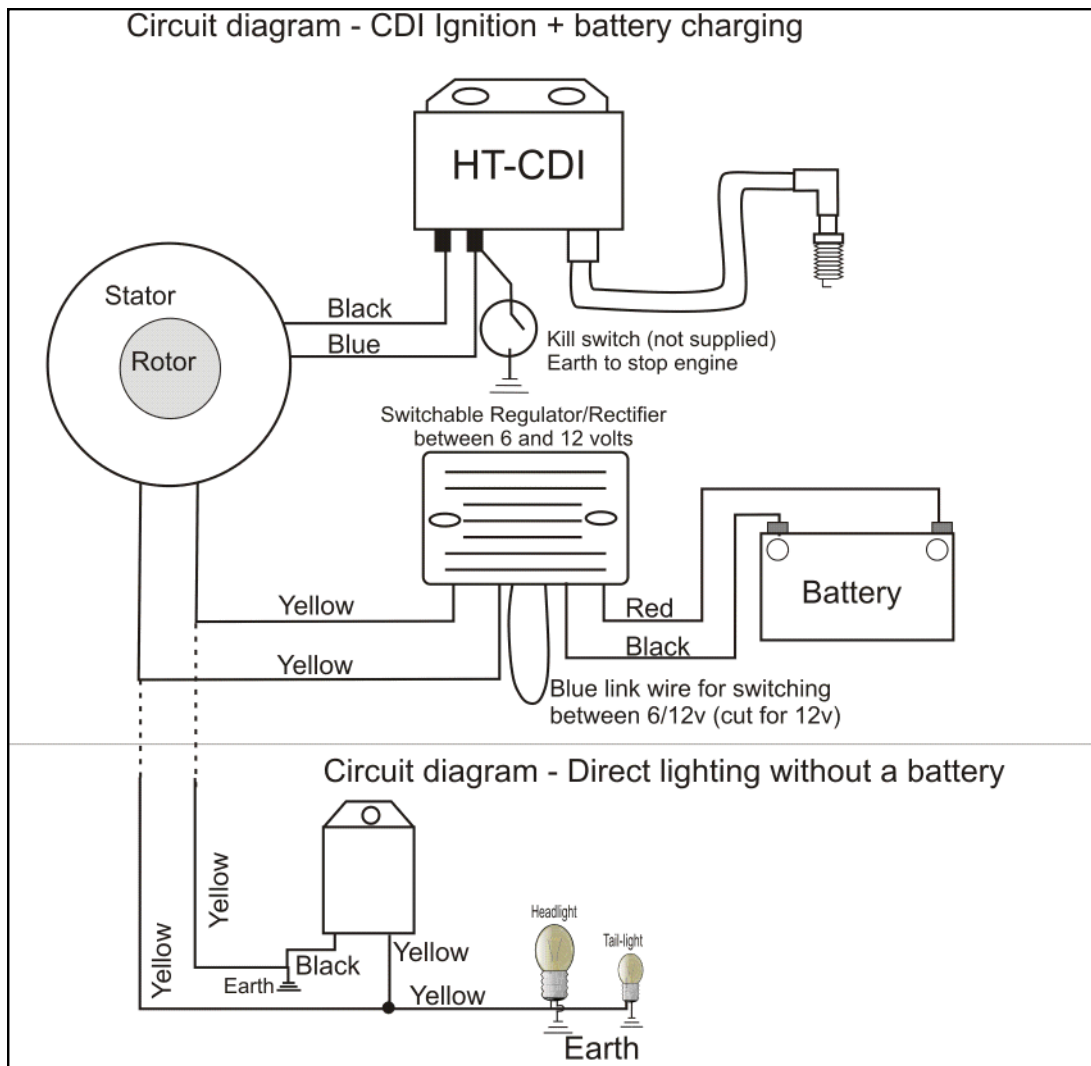 Circuit diagram - CDI Ignition + battery charging
HT-CDI
Stator
Rotor
Black
Blue
Kill switch (not supplied)
Earth to stop engine
Switchable Regulator/Rectifier
between 6 and 12 volts
Battery
Yellow
Red
Black
Yellow
Blue link wire for switching
between 6/12v (cut for 12v)
Circuit diagram - Direct lighting without a battery
Yellow
Yellow
Headlight
Tail-light
Yellow
Black
Earth
Yellow
Earth